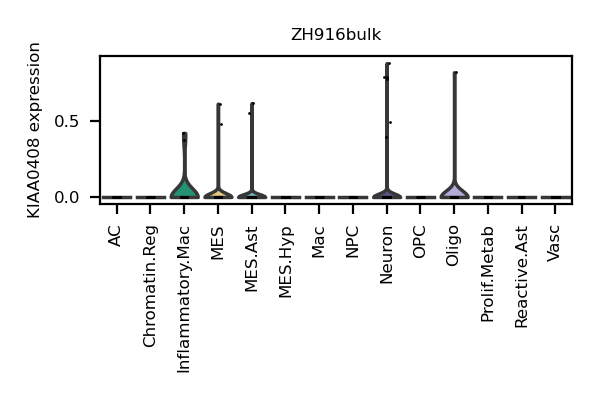 ZH916bulk
KIAA0408 expression
0.5
0.0
AC
Chromatin.Reg
Inflammatory.Mac
MES
MES.Ast
MES.Hyp
Mac
NPC
Neuron
OPC
Oligo
Prolif.Metab
Reactive.Ast
Vasc